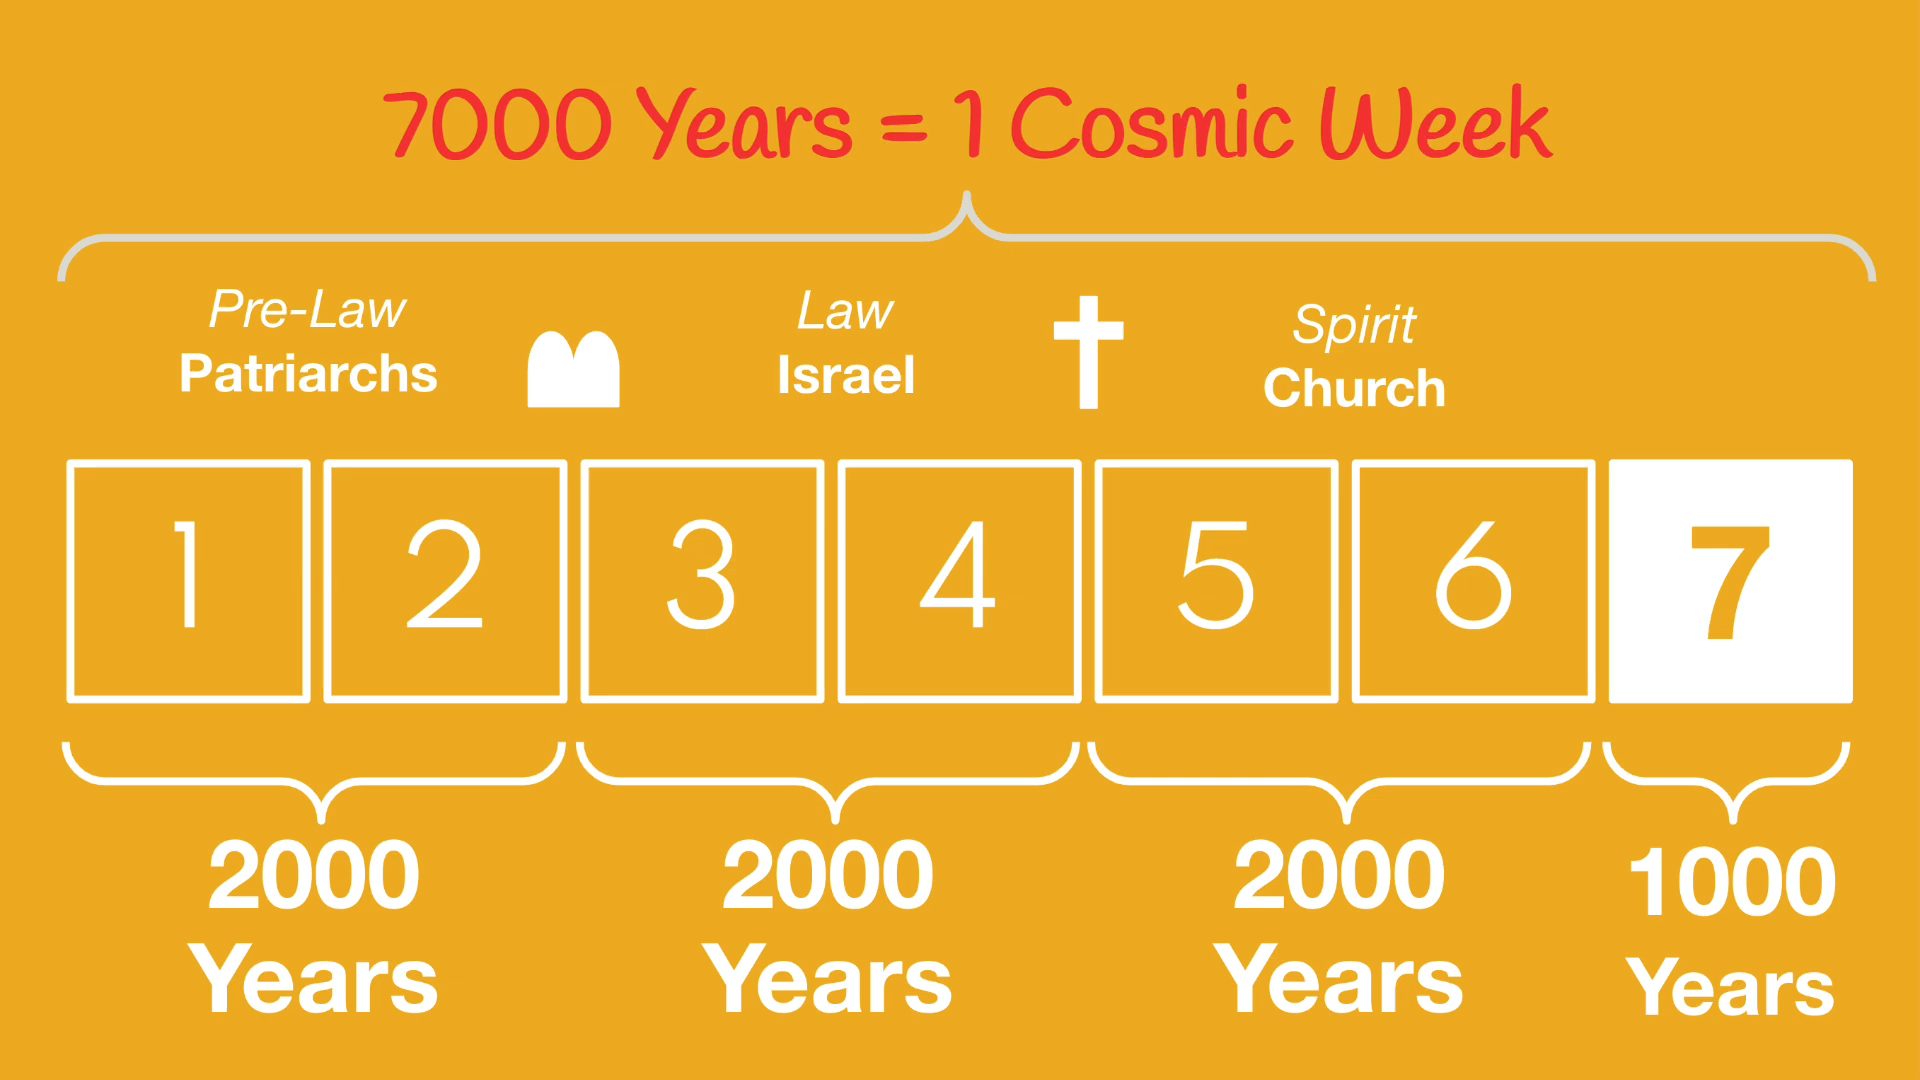 7000 Years = 1 Cosmic Week
Pre-Law
Patriarchs
Law
Israel
Spirit
Church
1 2 3 4 5 6 7
2000
Years
2000
Years
2000
Years
1000
Years